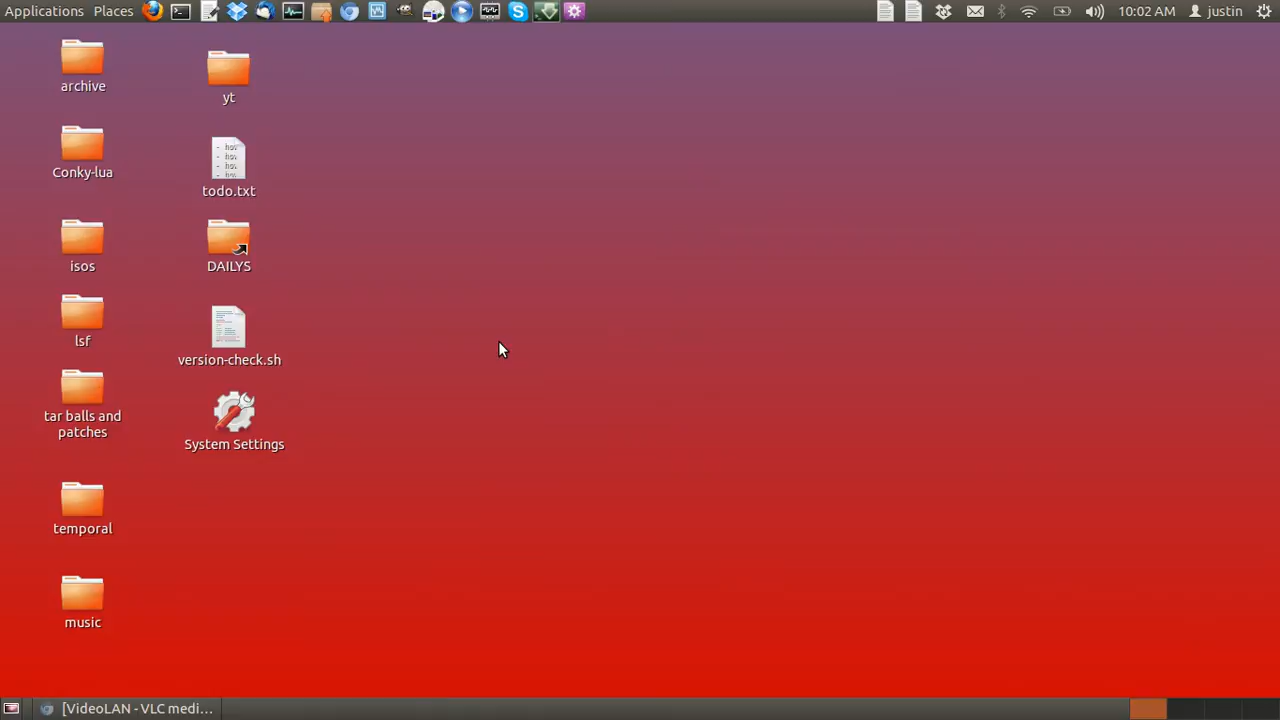 Applications Places 10:02 AM justin
archive
yt
Conky-lua
todo.txt
isos
DAILYS
lsf
version-check.sh
tar balls and
patches
System Settings
temporal
music
[VideoLAN - VLC medi...